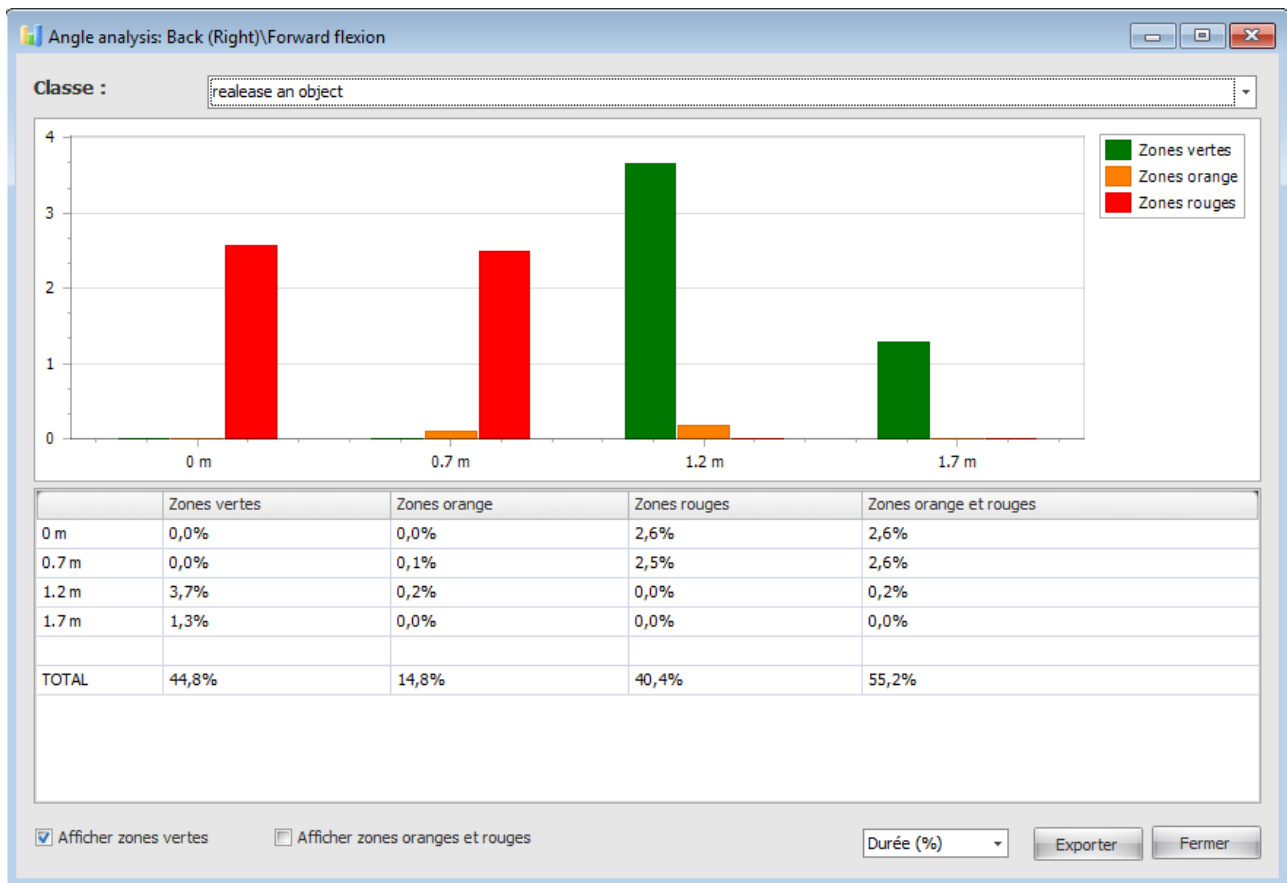 Angle analysis: Back (Right)\Forward flexion
Classe :
realease an object
4
3
2
1
0
0 m
0.7 m
1.2 m
1.7 m
Zones vertes
Zones orange
Zones rouges
Zones vertes Zones orange Zones rouges Zones orange et rouges
0 m 0,0% 0,0% 2,6% 2,6%
0.7 m 0,0% 0,1% 2,5% 2,6%
1.2 m 3,7% 0,2% 0,0% 0,2%
1.7 m 1,3% 0,0% 0,0% 0,0%
TOTAL 44,8% 14,8% 40,4% 55,2%
Afficher zones vertes Afficher zones oranges et rouges Durée (%) Exporter Fermer